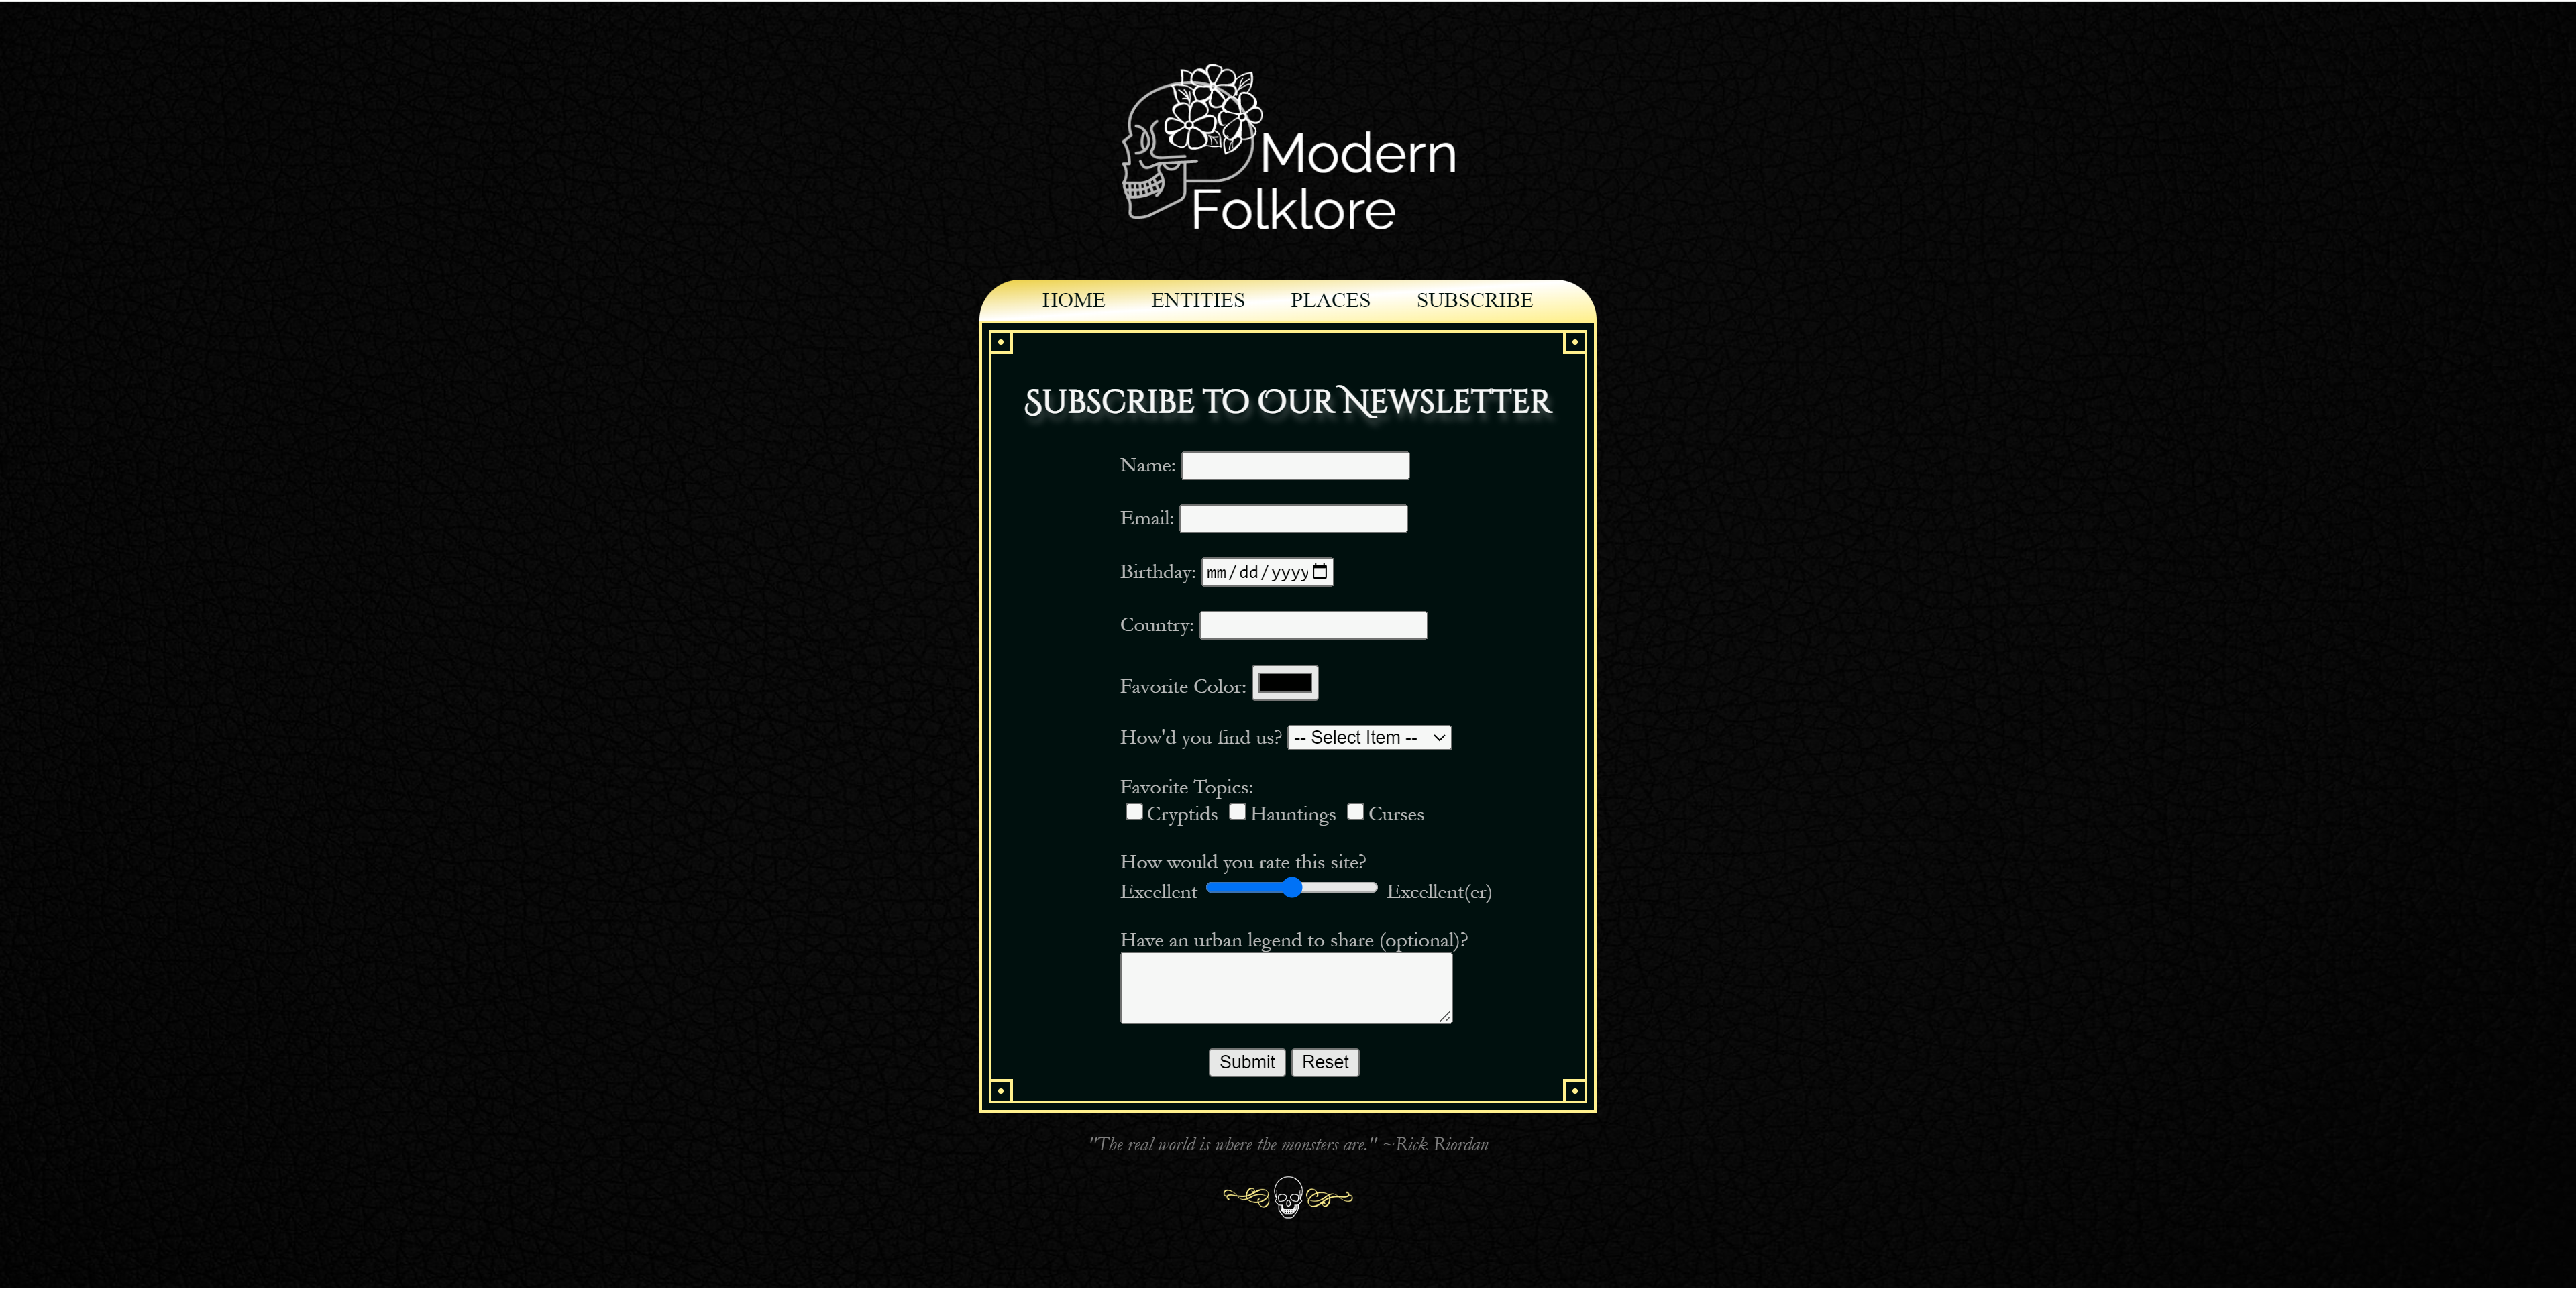 Modern
Folklore
HOME ENTITIES PLACES SUBSCRIBE
SUBSCRIBE TO OUR NEWSLETTER
Name:
Email:
Birthday: mm/dd/yyyy
Country:
Favorite Color:
How'd you find us? -- Select Item --
Favorite Topics:
Cryptids Hauntings Curses
How would you rate this site?
Excellent Excellent(er)
Have an urban legend to share (optional)?
Submit Reset
"The real world is where the monsters are." ~Rick Riordan